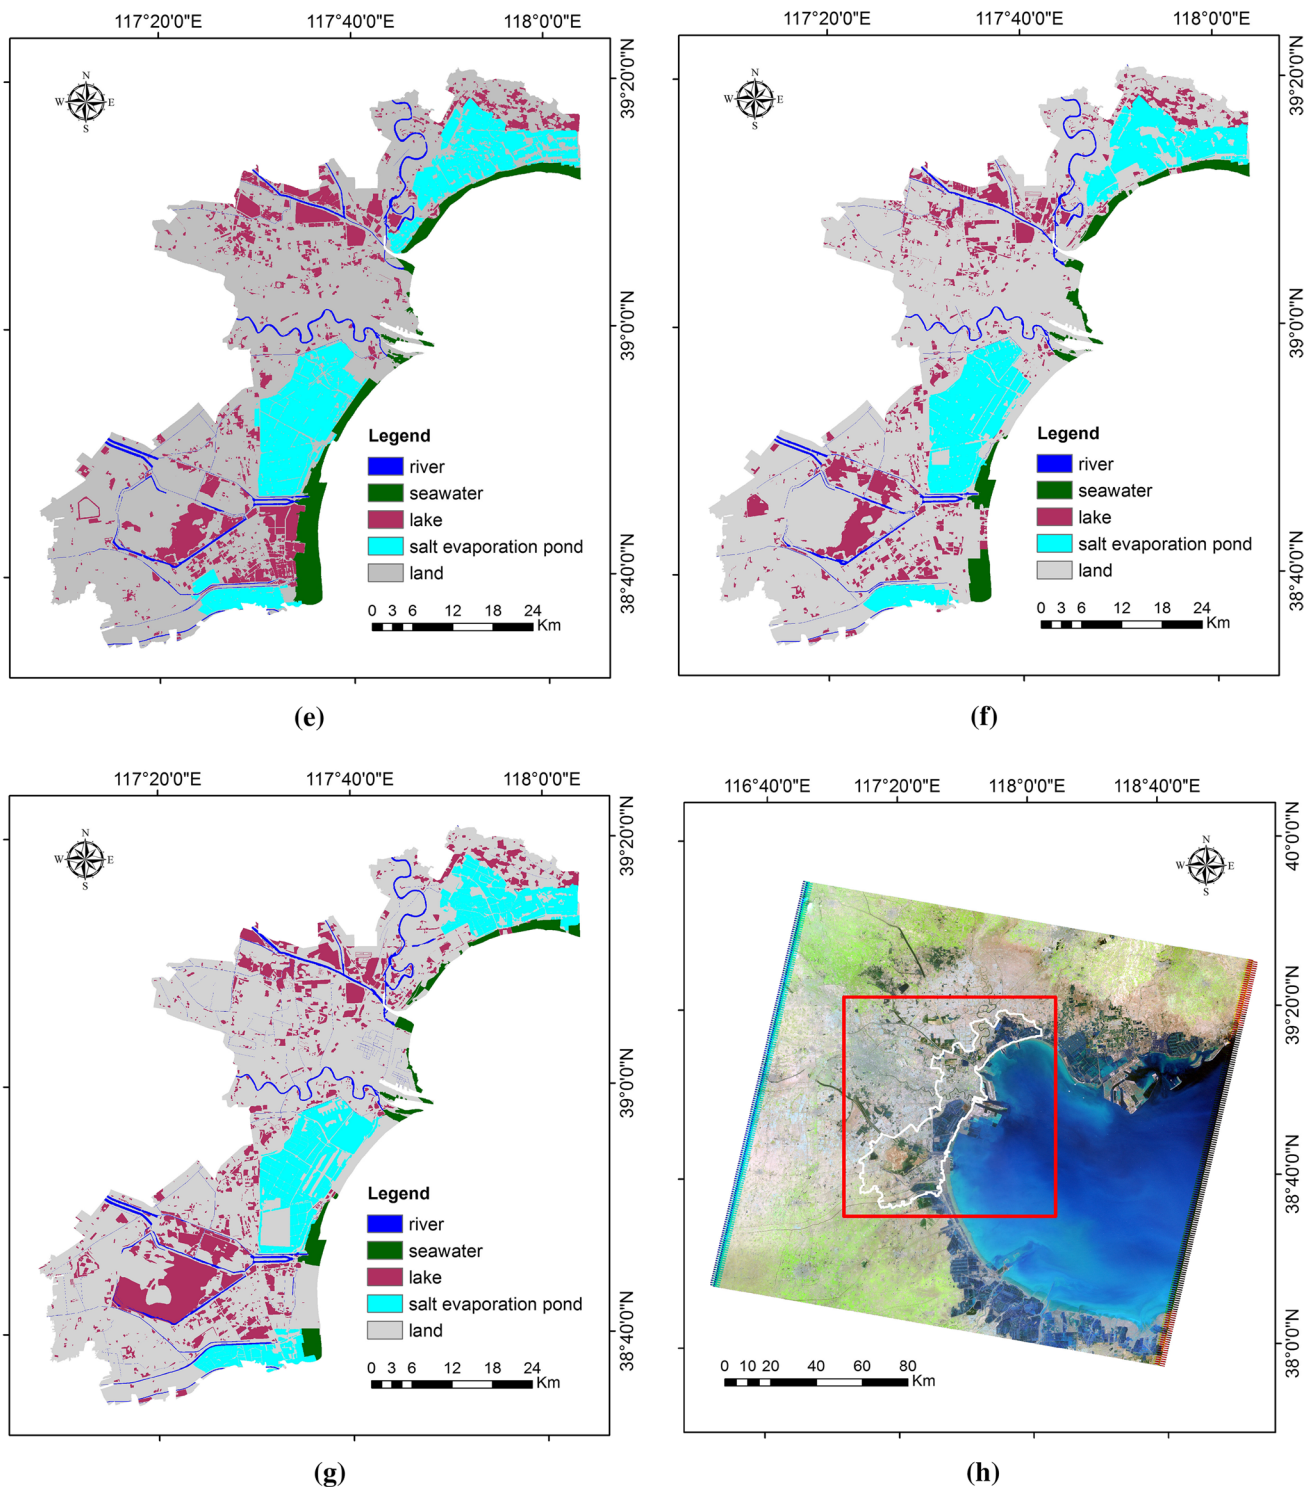 117°20'0"E 117°40'0"E 118°0'0"E
N
W E
S
39°20'0"N
39°0'0"N
38°40'0"N
Legend
river
seawater
lake
salt evaporation pond
land
0 3 6 12 18 24
Km
(e)
117°20'0"E 117°40'0"E 118°0'0"E
N
W E
S
39°20'0"N
39°0'0"N
38°40'0"N
Legend
river
seawater
lake
salt evaporation pond
land
0 3 6 12 18 24
Km
(f)
117°20'0"E 117°40'0"E 118°0'0"E
N
W E
S
39°20'0"N
39°0'0"N
38°40'0"N
Legend
river
seawater
lake
salt evaporation pond
land
0 3 6 12 18 24
Km
(g)
116°40'0"E 117°20'0"E 118°0'0"E 118°40'0"E
N
W E
S
40°0'0"N
39°20'0"N
38°40'0"N
38°0'0"N
0 10 20 40 60 80
Km
(h)